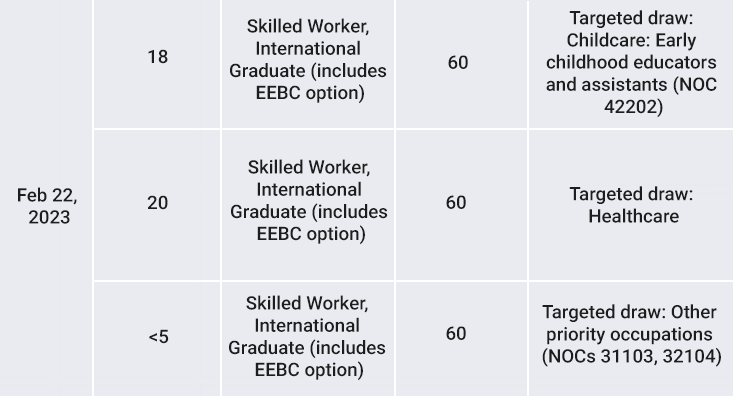 18
Skilled Worker,
International
Graduate (includes
EEBC option)
60
Targeted draw:
Childcare: Early
childhood educators
and assistants (NOC
42202)
Feb 22,
2023
20
Skilled Worker,
International
Graduate (includes
EEBC option)
60
Targeted draw:
Healthcare
<5
Skilled Worker,
International
Graduate (includes
EEBC option)
60
Targeted draw: Other
priority occupations
(NOCs 31103, 32104)